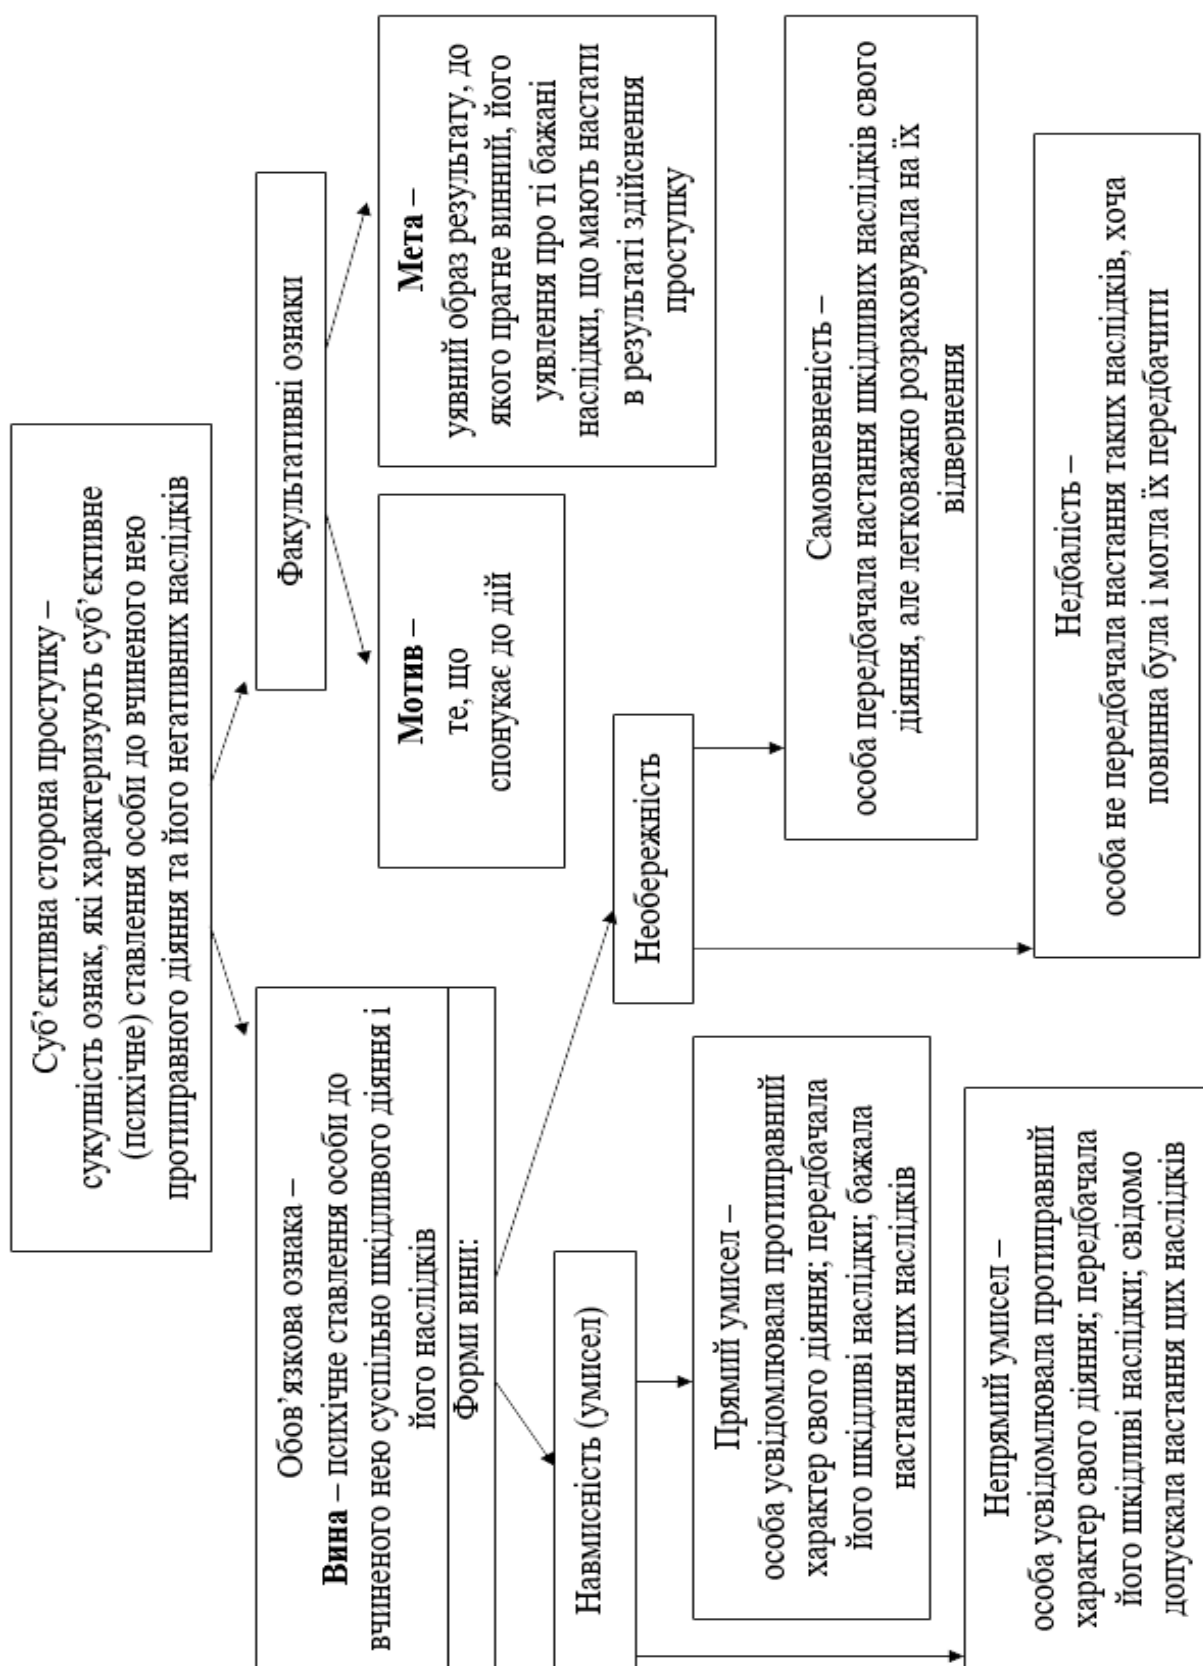 Суб’єктивна сторона проступку –
сукупність ознак, які характеризують суб’єктивне
(психічне) ставлення особи до вчиненого нею
протиправного діяння та його негативних наслідків
Обов’язкова ознака –
Вина – психічне ставлення особи до
вчиненого нею суспільно шкідливого діяння і
його наслідків
Форми вини:
Факультативні ознаки
Мотив –
те, що
спонукає до дій
Мета –
уявний образ результату, до
якого прагне винний, його
уявлення про ті бажані
наслідки, що мають настати
в результаті здійснення
проступку
Навмисність (умисел)
Необережність
Прямий умисел –
особа усвідомлювала протиправний
характер свого діяння; передбачала
його шкідливі наслідки; бажала
настання цих наслідків
Самовпевненість –
особа передбачала настання шкідливих наслідків свого
діяння, але легковажно розраховувала на їх
відвернення
Непрямий умисел –
особа усвідомлювала протиправний
характер свого діяння; передбачала
його шкідливі наслідки; свідомо
допускала настання цих наслідків
Недбалість –
особа не передбачала настання таких наслідків, хоча
повинна була і могла їх передбачити